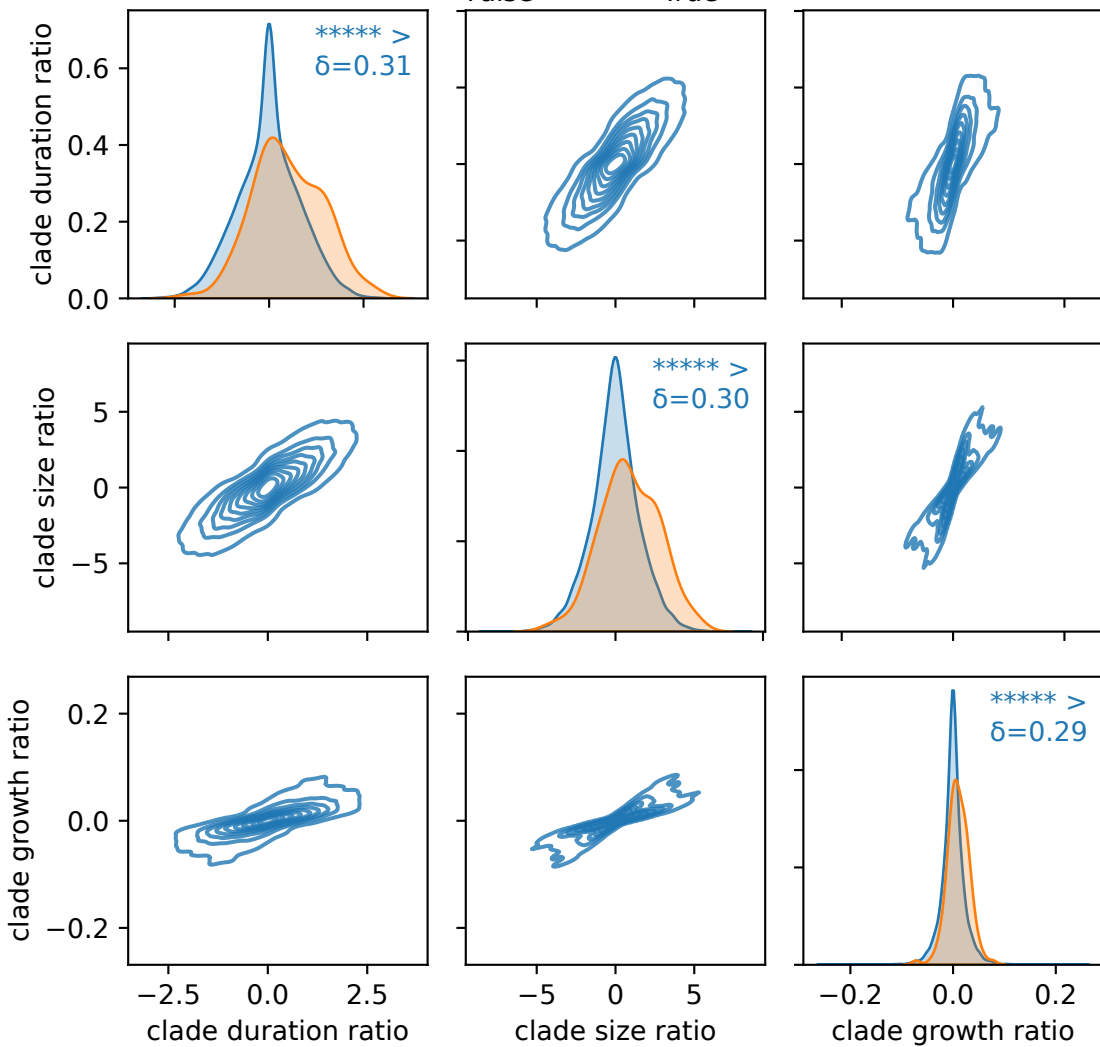 clade duration ratio
0.6
0.4
0.2
0.0
***** >
δ=0.31
clade size ratio
5
0
−5
***** >
δ=0.30
clade growth ratio
0.2
0.0
−0.2
***** >
δ=0.29
−2.5 0.0 2.5
−5 0 5
−0.2 0.0 0.2
clade duration ratio
clade size ratio
clade growth ratio